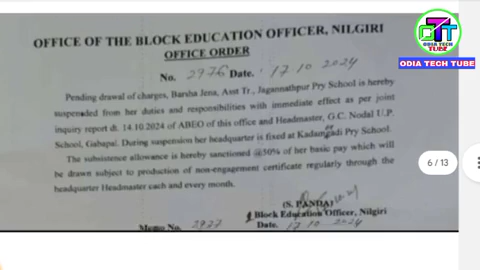 OFFICE OF THE BLOCK EDUCATION OFFICER, NILGIRI
OFFICE ORDER
No. 2976 Date. 17 10 2024
Pending drawal of charges, Barsha Jena, Asst Tr., Jagannathpur Pry School is hereby
suspended from her duties and responsibilities with immediate effect as per joint
inquiry report dt. 14.10.2024 of ABEO of this office and Headmaster, G.C. Nodal U.P.
School, Gabapal. During suspension her headquarter is fixed at Kadamgadi Pry School.
The subsistence allowance is hereby sanctioned @50% of her basic pay which will
be drawn subject to production of non-engagement certificate regularly through the
headquarter Headmaster each and every month.
(S. PANDA)
Block Education Officer, Nilgiri
Memo No. 2977 Date. 17 10 2024
OTT
ODIA TECH
TUBE
ODIA TECH TUBE
6 / 13